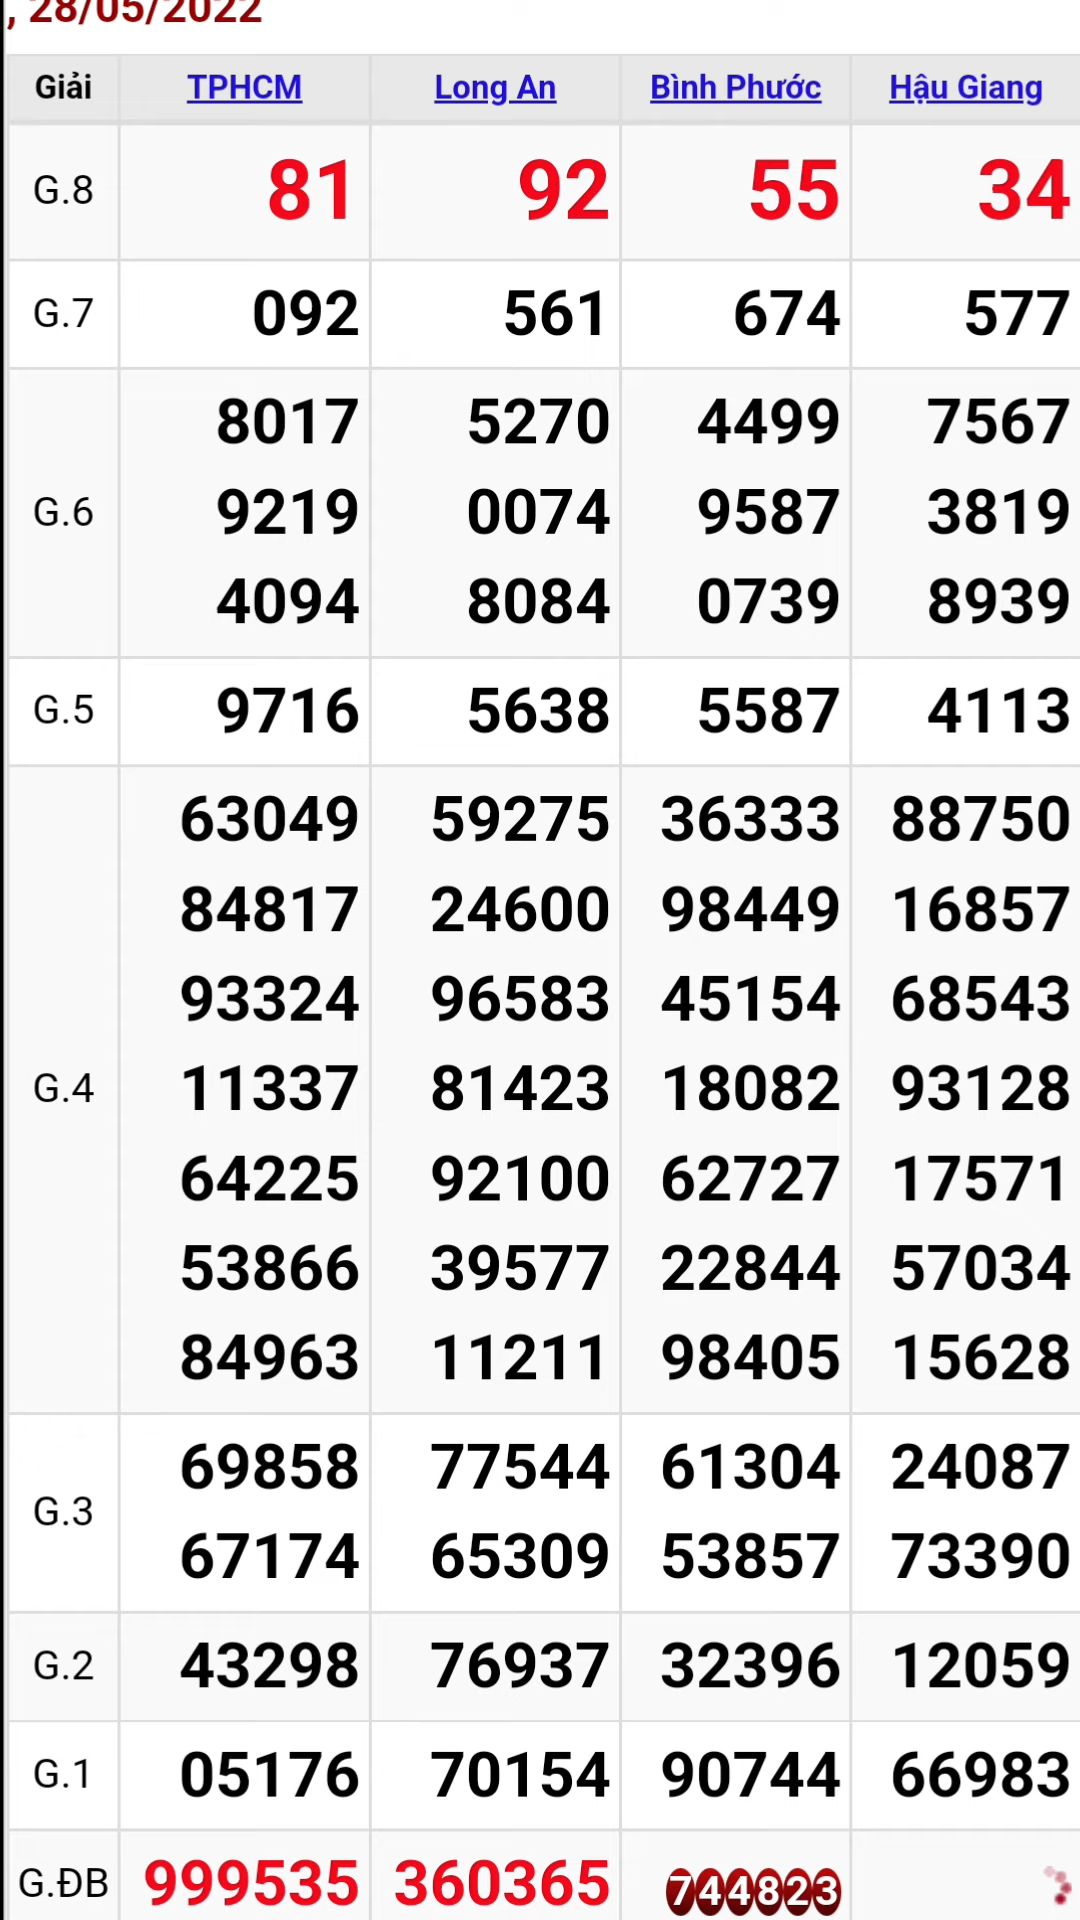 , 28/05/2022
Giải TPHCM Long An Bình Phước Hậu Giang
G.8 81 92 55 34
G.7 092 561 674 577
G.6 8017 5270 4499 7567
9219 0074 9587 3819
4094 8084 0739 8939
G.5 9716 5638 5587 4113
G.4 63049 59275 36333 88750
84817 24600 98449 16857
93324 96583 45154 68543
11337 81423 18082 93128
64225 92100 62727 17571
53866 39577 22844 57034
84963 11211 98405 15628
G.3 69858 77544 61304 24087
67174 65309 53857 73390
G.2 43298 76937 32396 12059
G.1 05176 70154 90744 66983
G.ĐB 999535 360365 744823